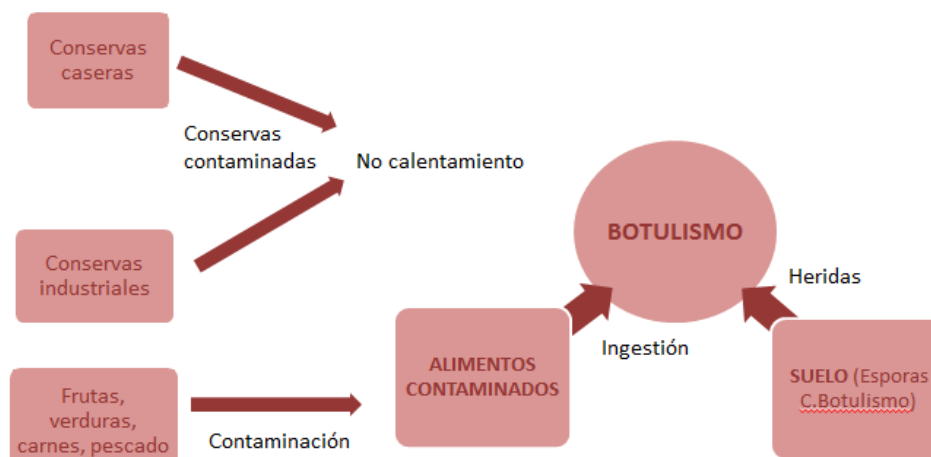 Conservas
caseras
Conservas
contaminadas
No calentamiento
Conservas
industriales
BOTULISMO
Heridas
Ingestión
ALIMENTOS
CONTAMINADOS
SUELO (Esporas
C.Botulismo)
Frutas,
verduras,
carnes, pescado
Contaminación